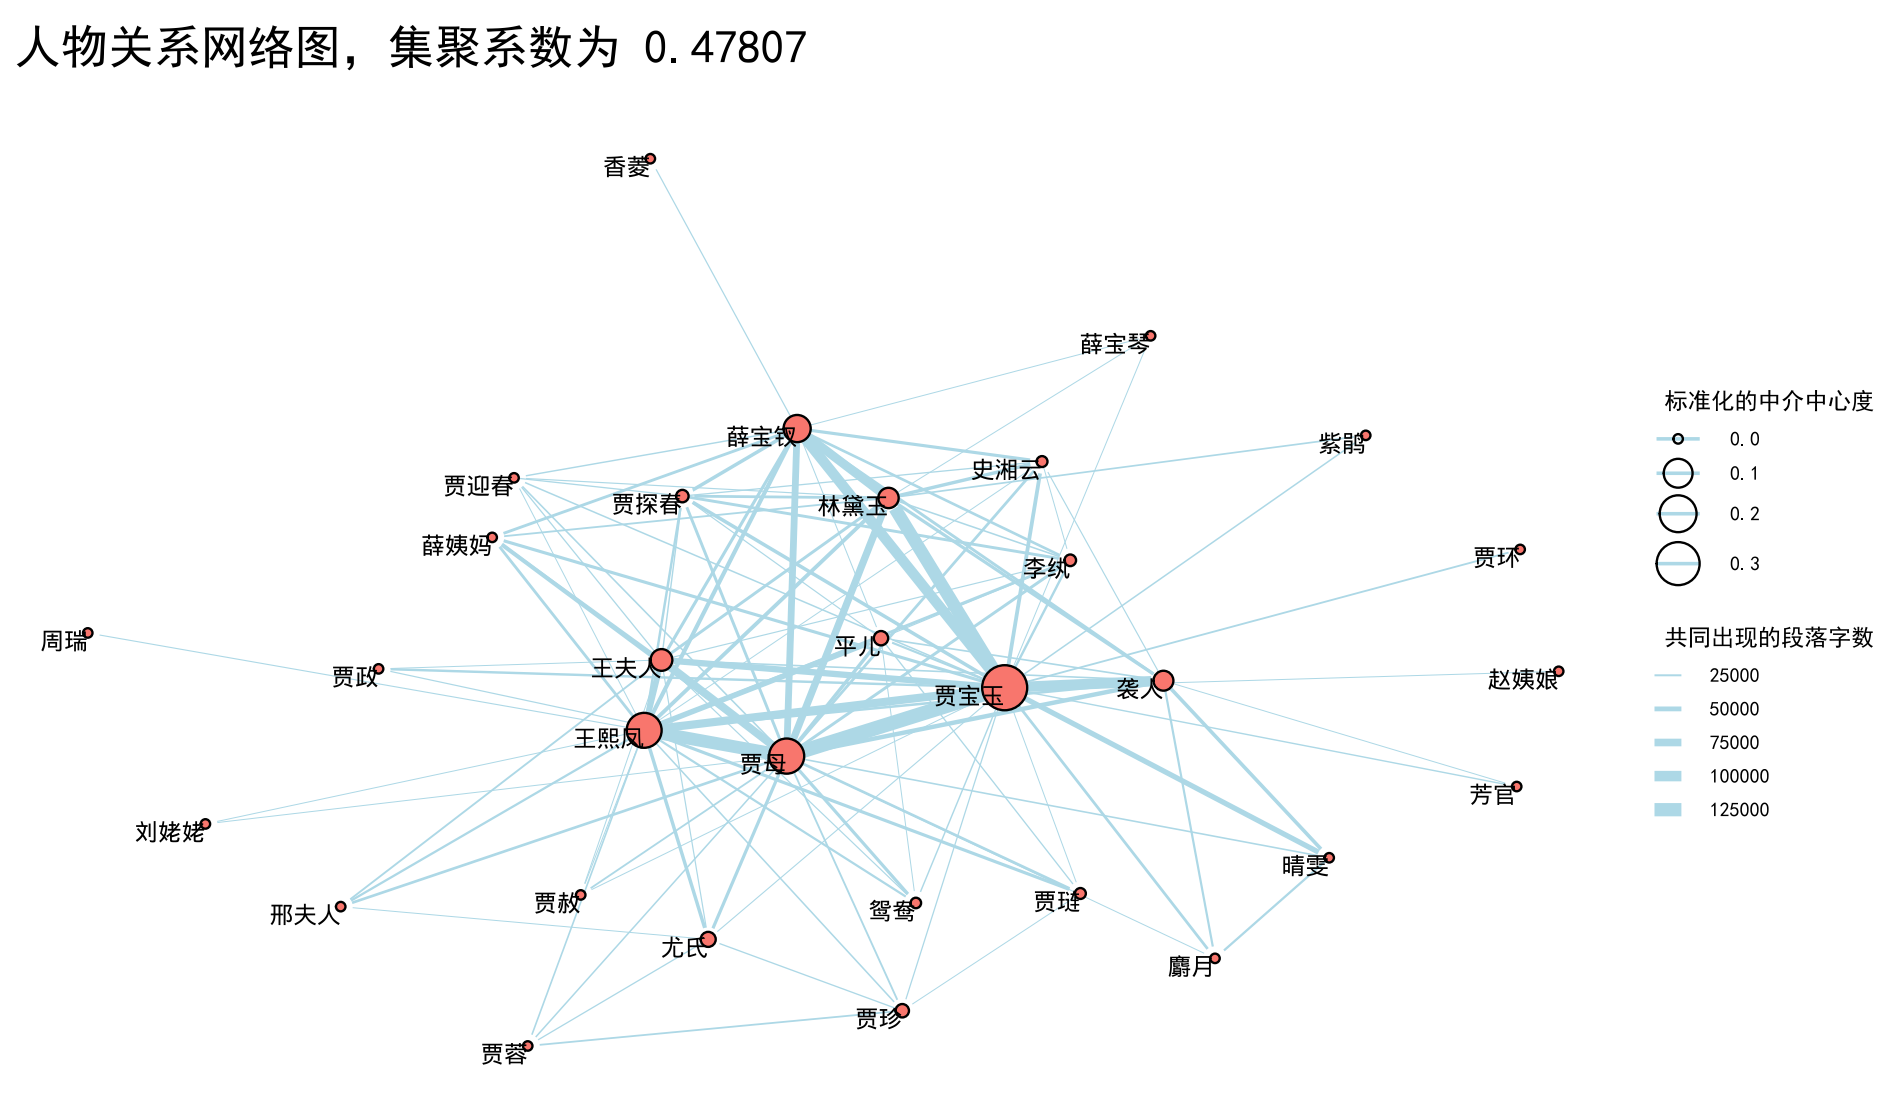 人物关系网络图，集聚系数为 0.47807
香菱
薛宝琴
薛宝钗
紫鹃
史湘云
贾迎春
贾探春
林黛玉
薛姨妈
李纨
贾环
周瑞
平儿
王夫人
贾政
赵姨娘
贾宝玉
袭人
王熙凤
贾母
芳官
刘姥姥
晴雯
贾赦
鸳鸯
贾琏
邢夫人
尤氏
麝月
贾珍
贾蓉
标准化的中介中心度
0.0
0.1
0.2
0.3
共同出现的段落字数
25000
50000
75000
100000
125000